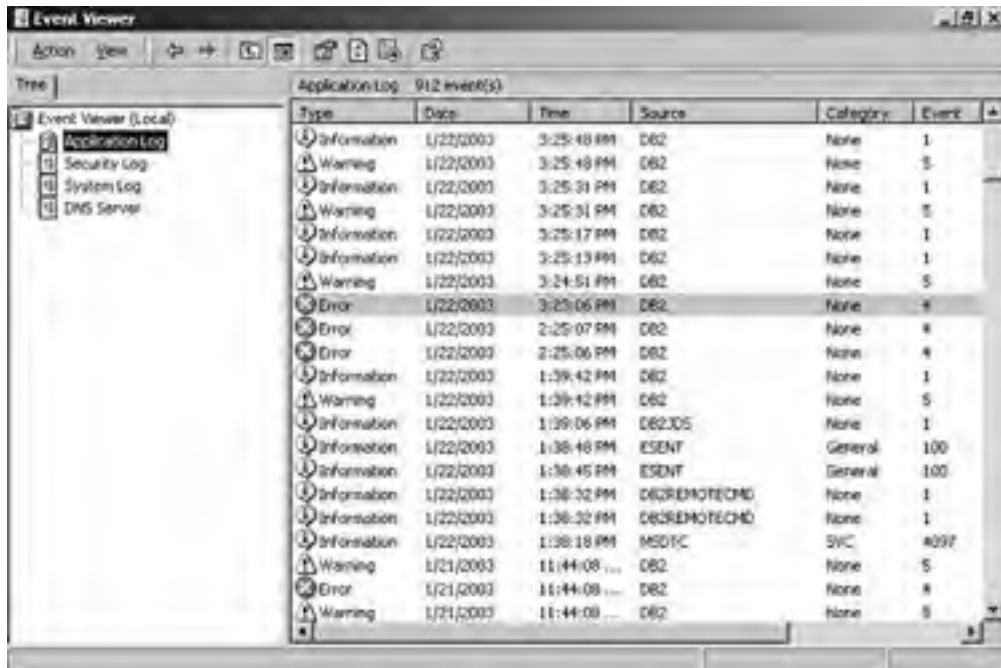 Event Viewer
Action View
Tree
Application Log 912 event(s)
Event Viewer (Local)
Application Log
Security Log
System Log
DNS Server
Type Date Time Source Category Event
Information 1/22/2003 3:25:48 PM DB2 None 1
Warning 1/22/2003 3:25:48 PM DB2 None 5
Information 1/22/2003 3:25:31 PM DB2 None 1
Warning 1/22/2003 3:25:31 PM DB2 None 5
Information 1/22/2003 3:25:17 PM DB2 None 1
Information 1/22/2003 3:25:13 PM DB2 None 1
Warning 1/22/2003 3:24:51 PM DB2 None 5
Error 1/22/2003 3:23:06 PM DB2 None 4
Error 1/22/2003 2:25:07 PM DB2 None 4
Error 1/22/2003 2:25:06 PM DB2 None 4
Information 1/22/2003 1:39:42 PM DB2 None 1
Warning 1/22/2003 1:39:42 PM DB2 None 5
Information 1/22/2003 1:39:06 PM DB2JDS None 1
Information 1/22/2003 1:38:48 PM ESENT General 100
Information 1/22/2003 1:38:45 PM ESENT General 100
Information 1/22/2003 1:38:32 PM DB2REMOTECMD None 1
Information 1/22/2003 1:38:32 PM DB2REMOTECMD None 1
Information 1/22/2003 1:38:18 PM MSDTC SVC 4097
Warning 1/21/2003 11:44:08 ... DB2 None 5
Error 1/21/2003 11:44:08 ... DB2 None 4
Warning 1/21/2003 11:44:08 ... DB2 None 5